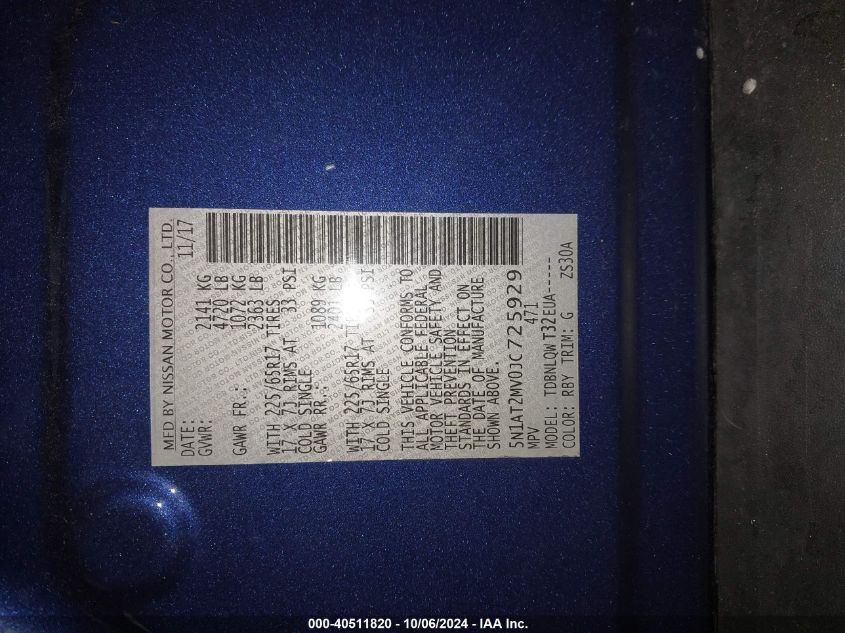 MFD BY NISSAN MOTOR CO., LTD.
DATE: 11/17
GVWR: 2141 KG
4720 LB
GAWR FR.: 1072 KG
2363 LB
WITH 225/65R17 TIRES
17 X 7J RIMS AT 33 PSI
COLD SINGLE
GAWR RR.: 1089 KG
LB
WITH 225/65R17
17 X 7J RIMS AT PSI
COLD SINGLE
THIS VEHICLE CONFORMS TO
ALL APPLICABLE FEDERAL
MOTOR VEHICLE SAFETY AND
THEFT PREVENTION
STANDARDS IN EFFECT ON
THE DATE OF MANUFACTURE
SHOWN ABOVE.
5N1AT2MV0JC725929
MPV 471
MODEL: TDBNLQWT32EUA-----
COLOR: RBY TRIM: G ZS30A
000-40511820 - 10/06/2024 - IAA Inc.